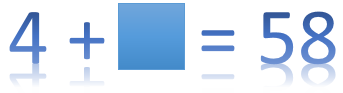 4 + = 58